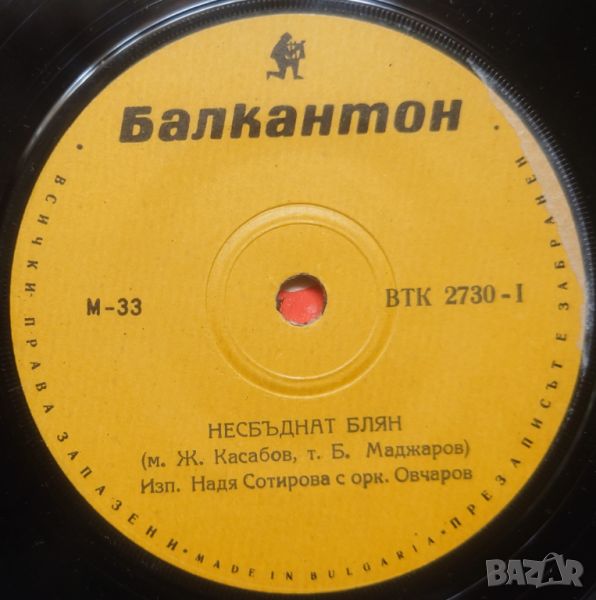 Балкантон
· ВСИЧКИ ПРАВА ЗАПАЗЕНИ · MADE IN BULGARIA · ПРЕЗАПИСЪТ Е ЗАБРАНЕН ·
М-33
ВТК 2730-I
НЕСБЪДНАТ БЛЯН
(м. Ж. Касабов, т. Б. Маджаров)
Изп. Надя Сотирова с орк. Овчаров
BAZAR